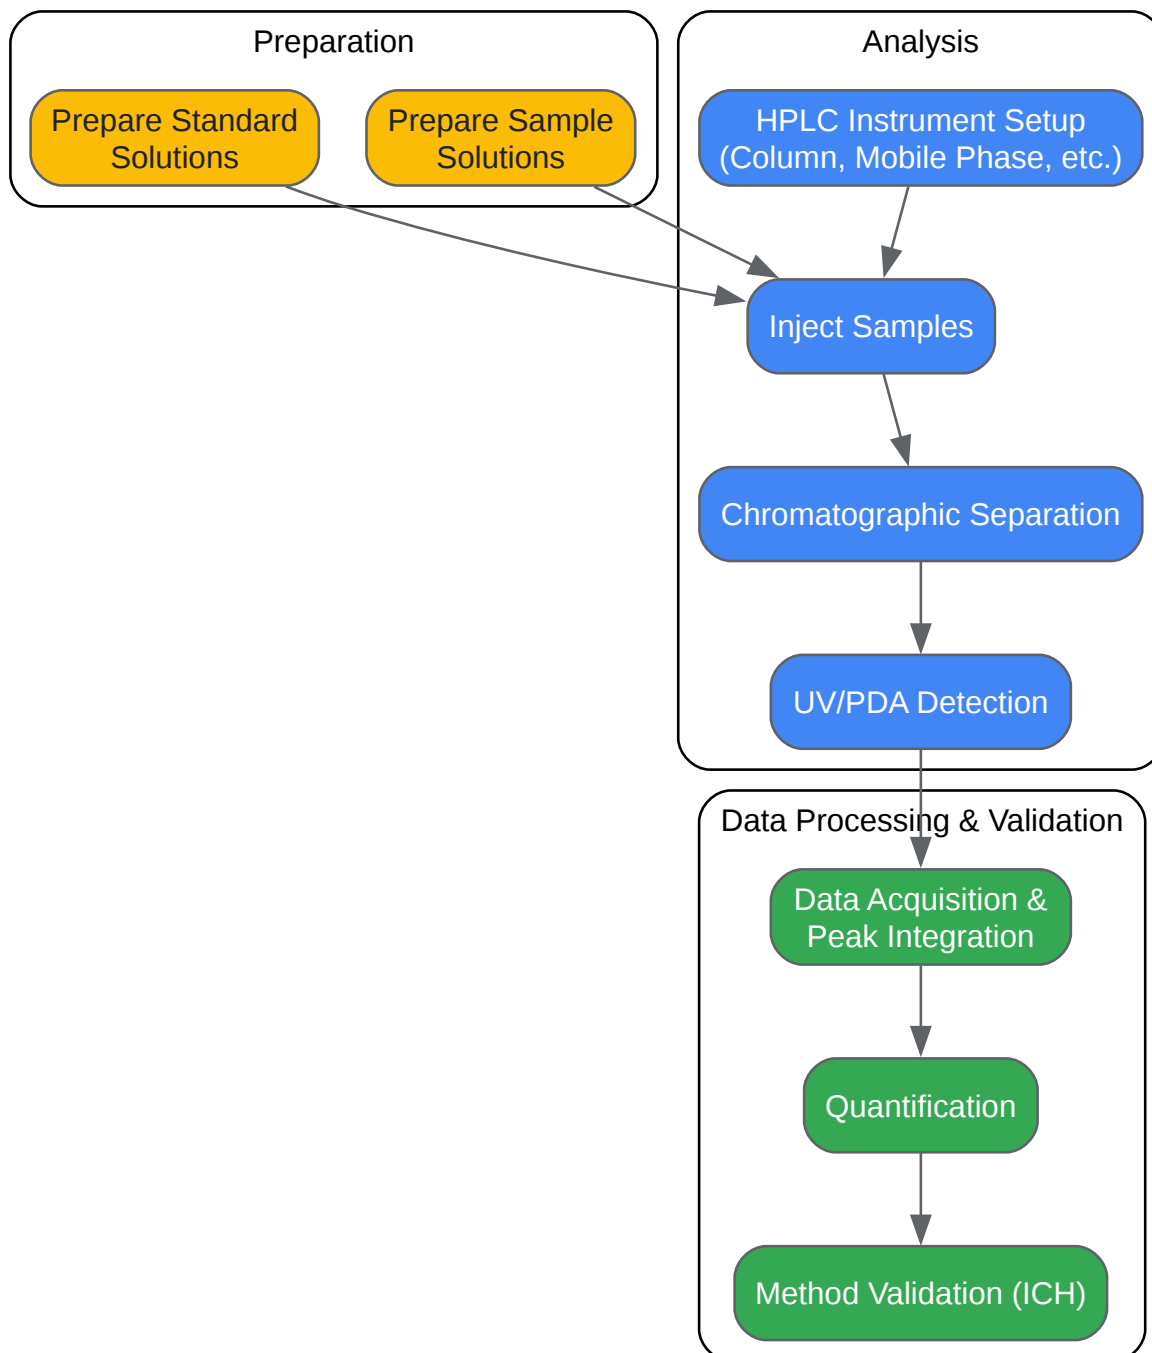 Preparation
Prepare Standard
Solutions
Prepare Sample
Solutions
Analysis
HPLC Instrument Setup
(Column, Mobile Phase, etc.)
Inject Samples
Chromatographic Separation
UV/PDA Detection
Data Processing & Validation
Data Acquisition &
Peak Integration
Quantification
Method Validation (ICH)